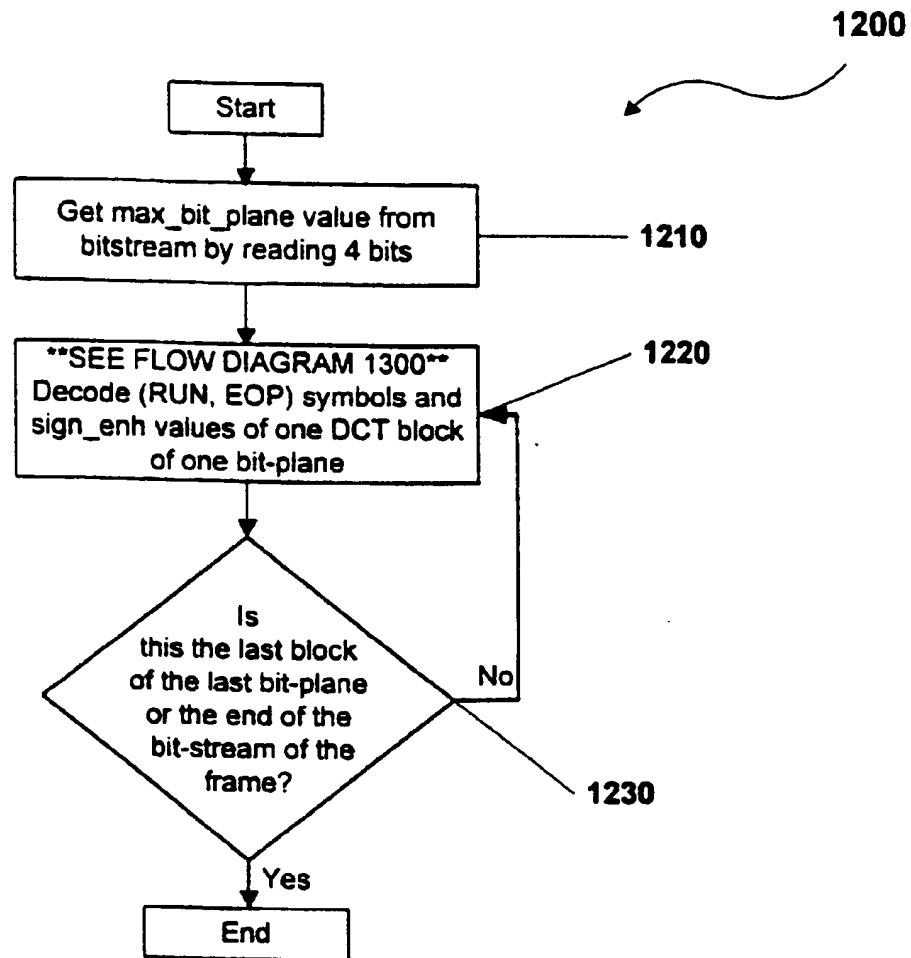 1200
Start
Get max_bit_plane value from
bitstream by reading 4 bits
1210
**SEE FLOW DIAGRAM 1300**
Decode (RUN, EOP) symbols and
sign_enh values of one DCT block
of one bit-plane
1220
Is
this the last block
of the last bit-plane
or the end of the
bit-stream of the
frame?
No
1230
Yes
End